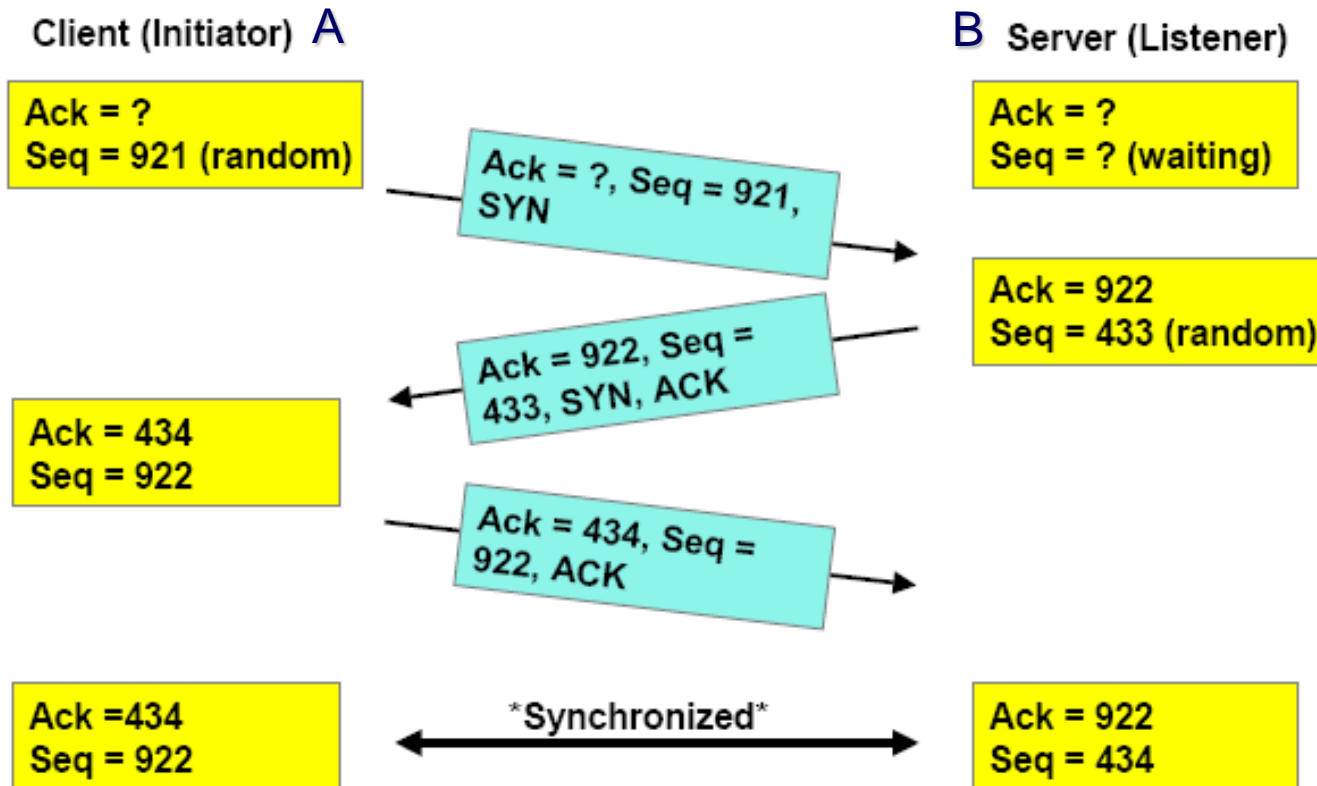 Client (Initiator) A
B Server (Listener)
Ack = ?
Seq = 921 (random)
Ack = ?
Seq = ? (waiting)
Ack = ?, Seq = 921,
SYN
Ack = 922
Seq = 433 (random)
Ack = 922, Seq =
433, SYN, ACK
Ack = 434
Seq = 922
Ack = 434, Seq =
922, ACK
Ack =434
Seq = 922
*Synchronized*
Ack = 922
Seq = 434